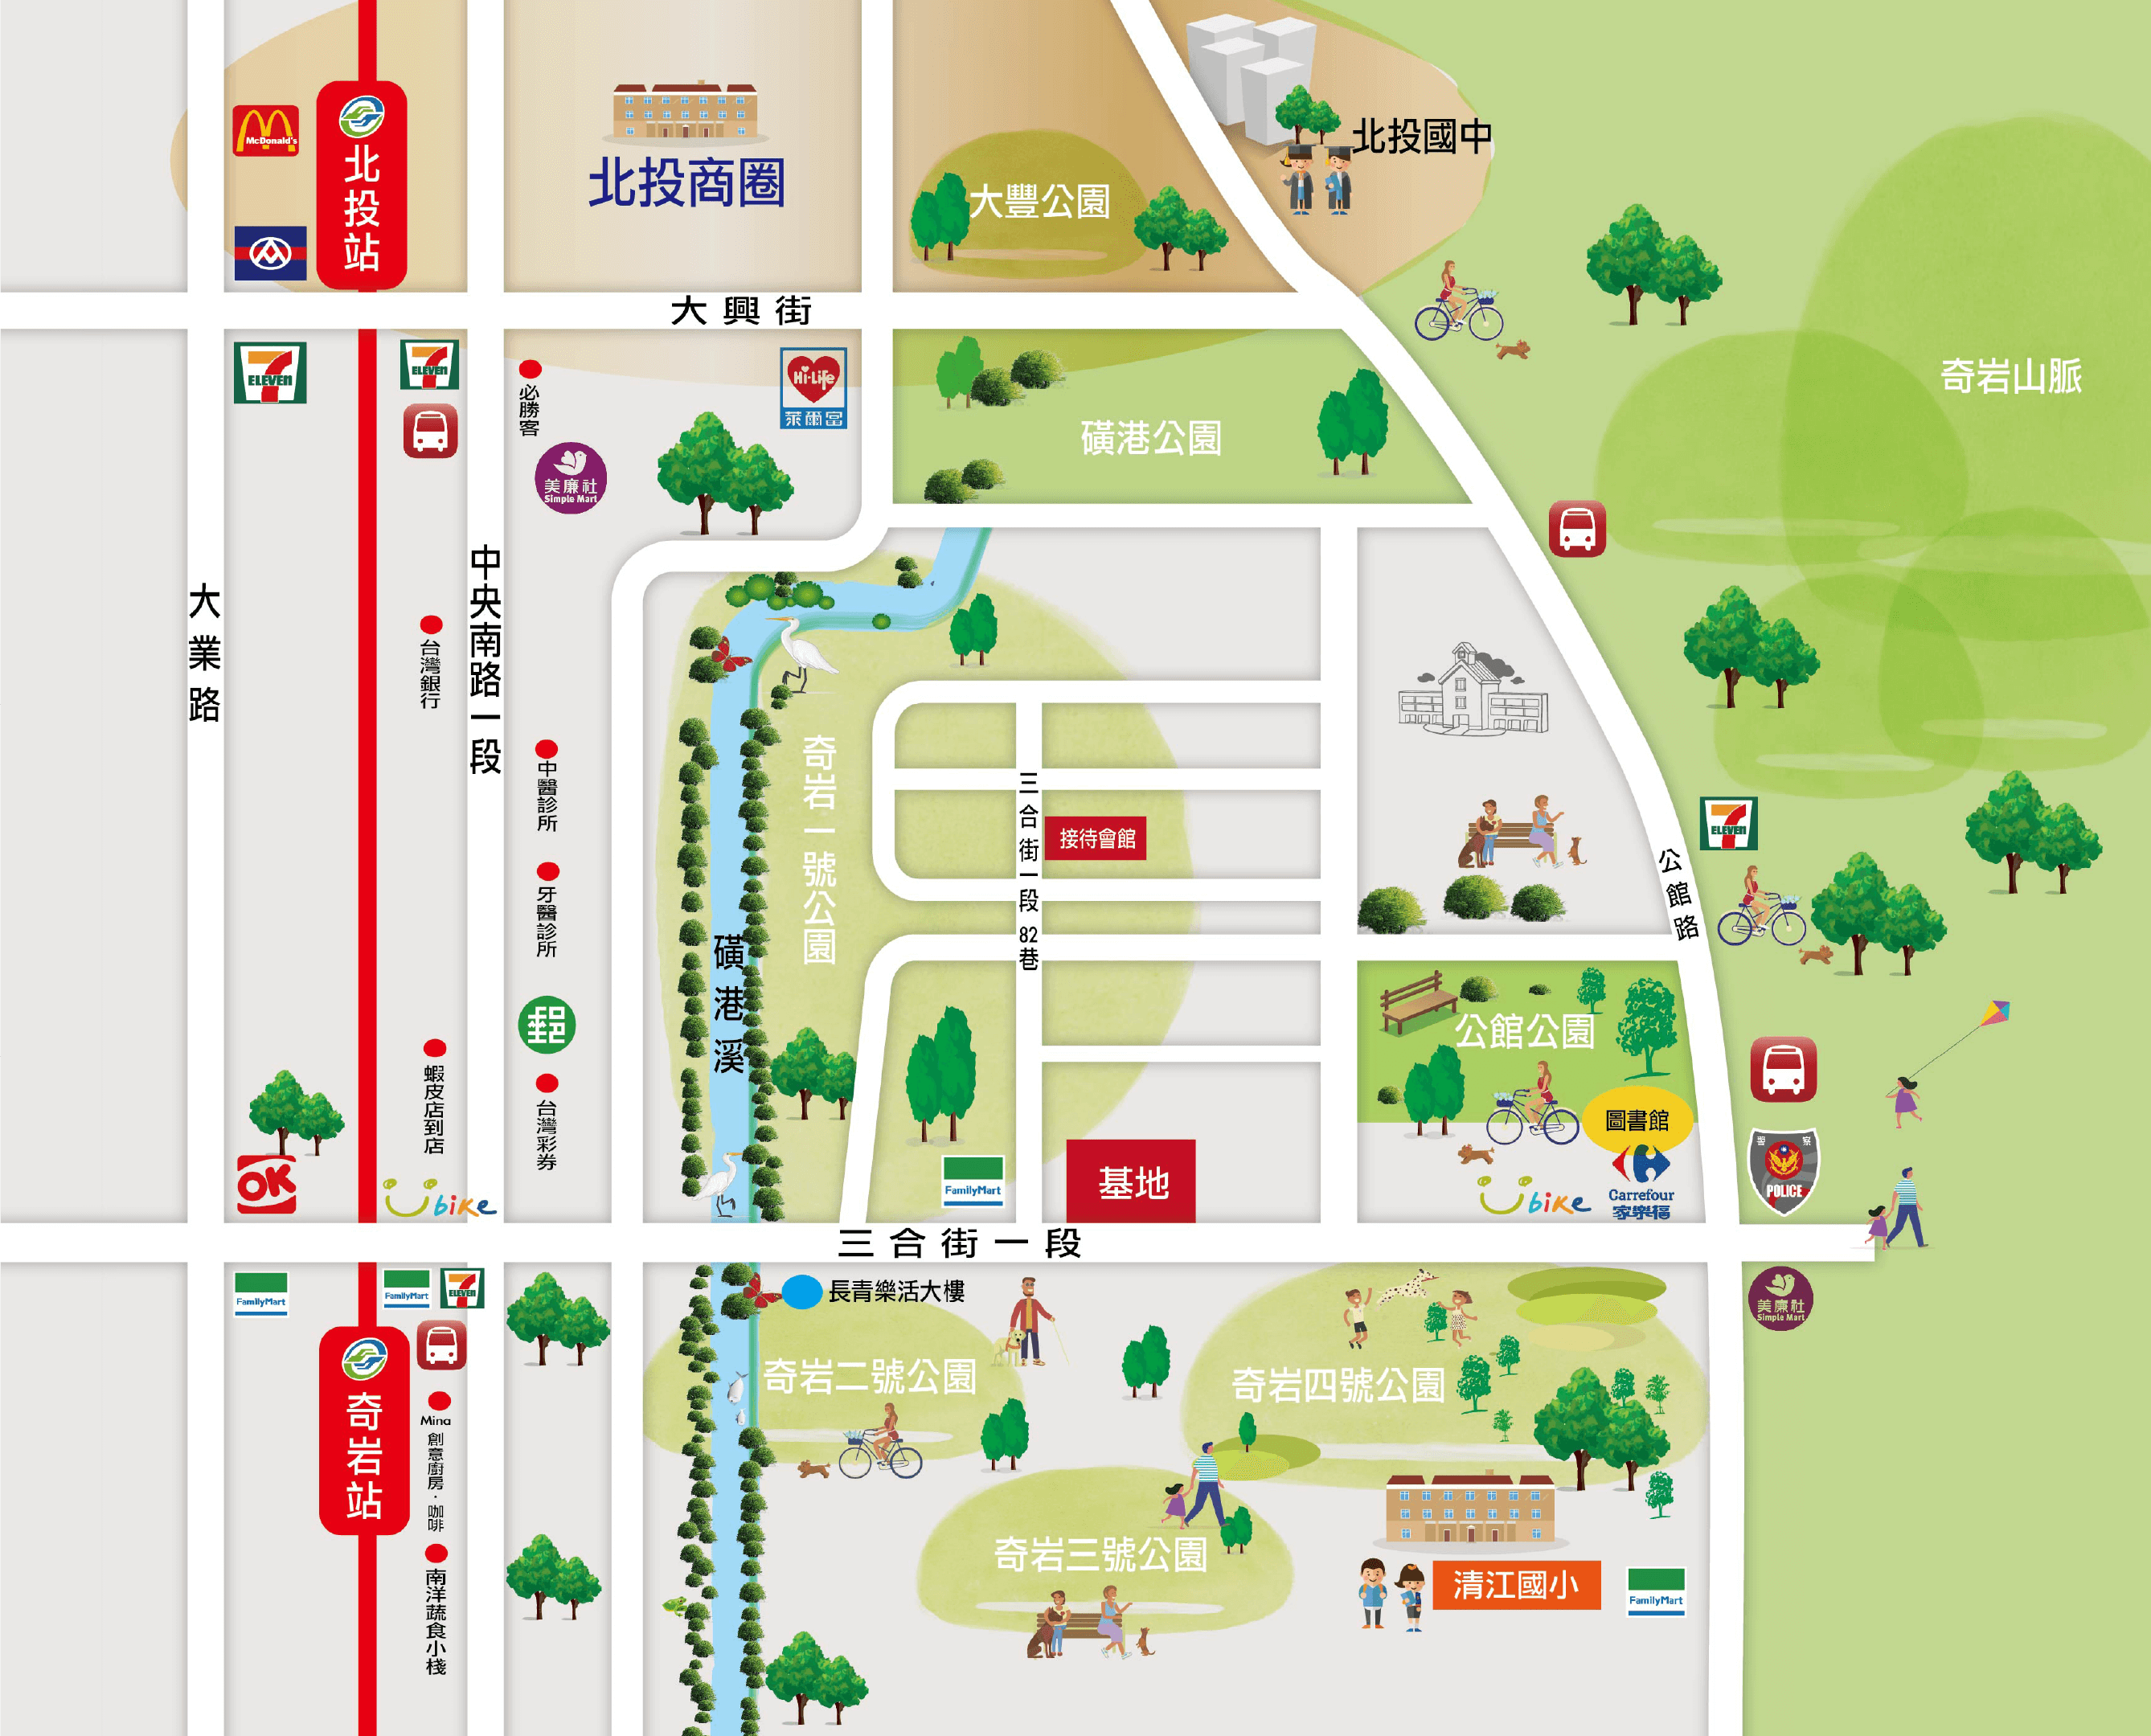 McDonald's
北投站
北投商圈
大豐公園
北投國中
大興街
7 ELEVEn
7 ELEVEn
必勝客
美廉社
Simple Mart
Hi-Life
萊爾富
磺港公園
奇岩山脈
大業路
中央南路一段
台灣銀行
中醫診所
牙醫診所
郵
台灣彩券
蝦皮店到店
OK
Ubike
磺港溪
奇岩一號公園
三合街一段82巷
接待會館
公館路
7 ELEVEn
公館公園
圖書館
Ubike
Carrefour
家樂福
警察
POLICE
FamilyMart
基地
三合街一段
FamilyMart
FamilyMart
7 ELEVEn
奇岩站
Mina 創意廚房·咖啡
南洋蔬食小棧
長青樂活大樓
奇岩二號公園
奇岩四號公園
奇岩三號公園
清江國小
FamilyMart
美廉社
Simple Mart